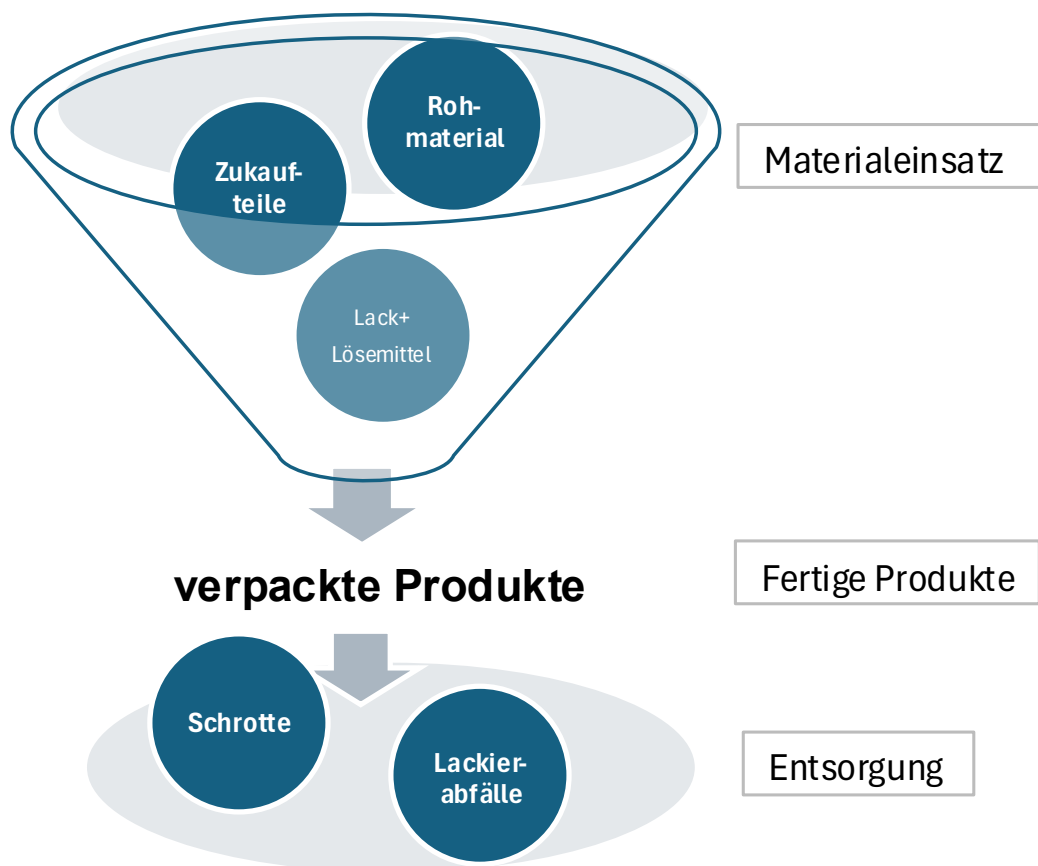 Roh-
material
Zukauf-
teile
Materialeinsatz
Lack+
Lösemittel
verpackte Produkte
Fertige Produkte
Schrotte
Lackier-
abfälle
Entsorgung